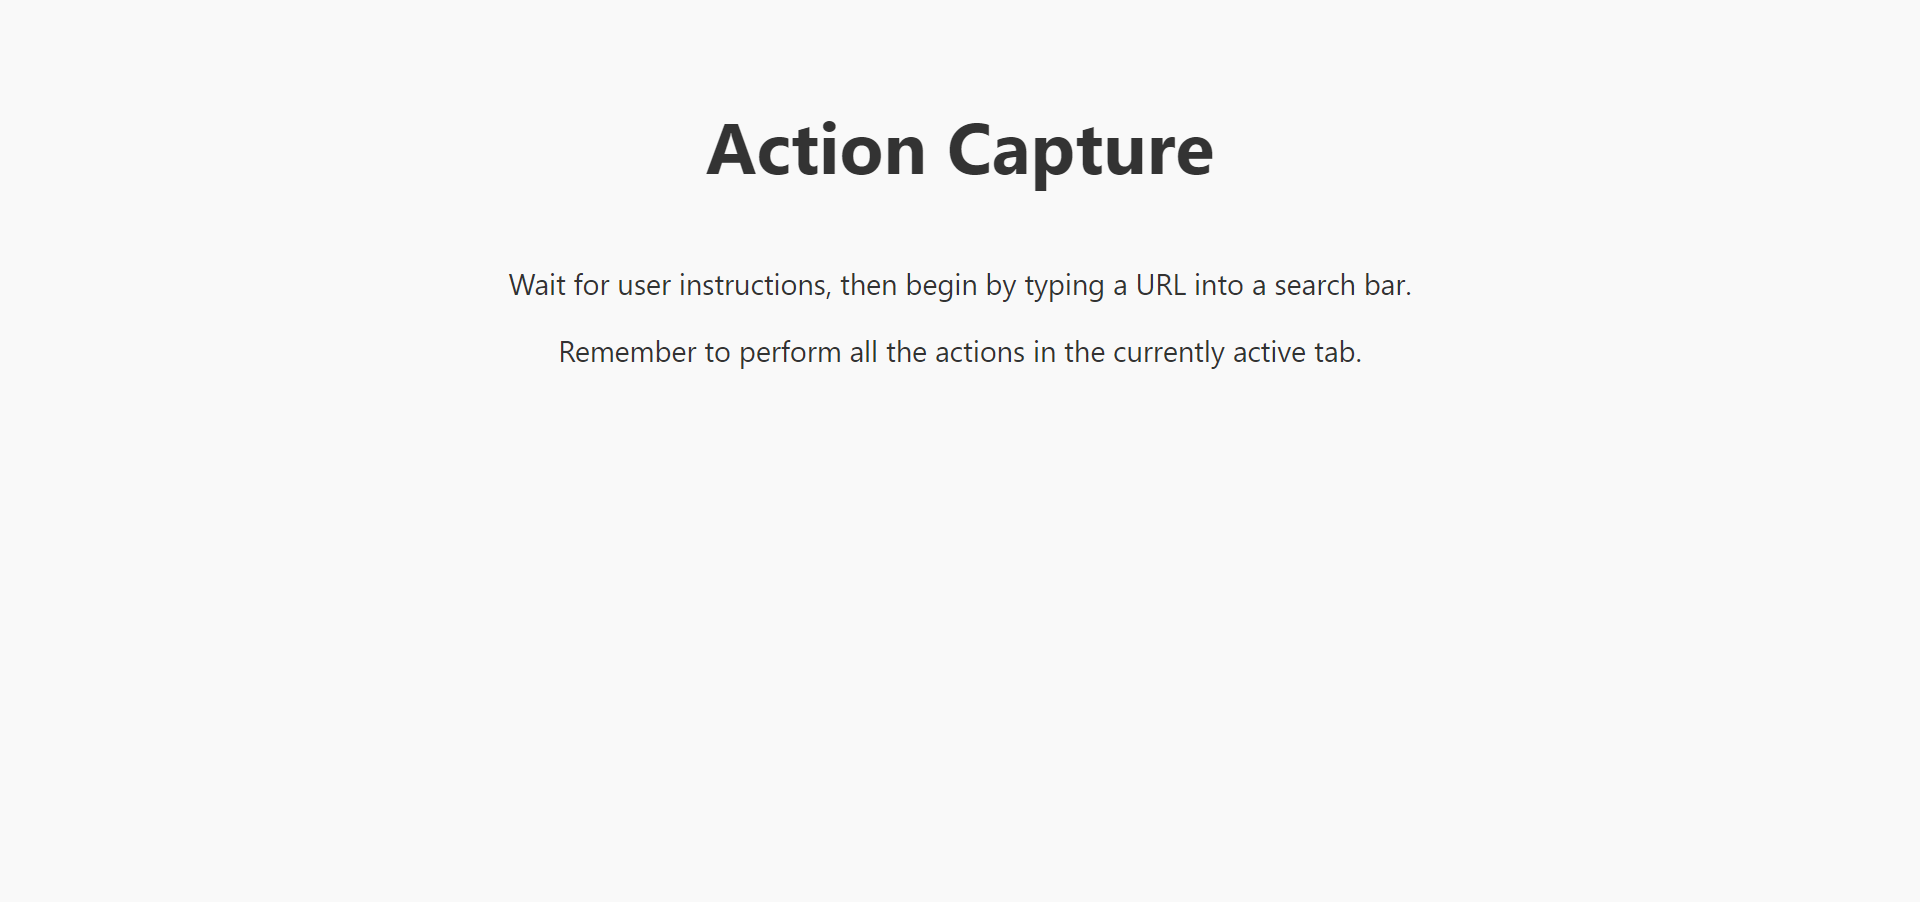 Action Capture
Wait for user instructions, then begin by typing a URL into a search bar.
Remember to perform all the actions in the currently active tab.